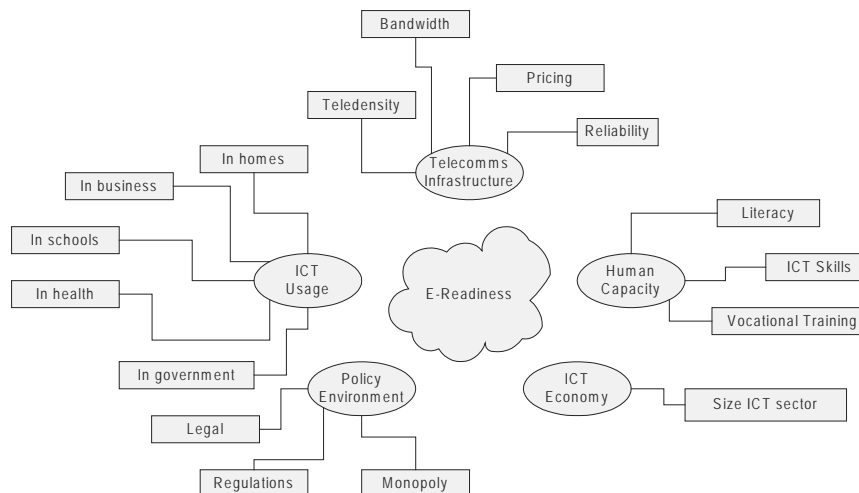 Bandwidth
Pricing
Teledensity
Reliability
Telecomms
Infrastructure
In homes
In business
In schools
In health
In government
ICT
Usage
E-Readiness
Human
Capacity
Literacy
ICT Skills
Vocational Training
Policy
Environment
Legal
Regulations
Monopoly
ICT
Economy
Size ICT sector